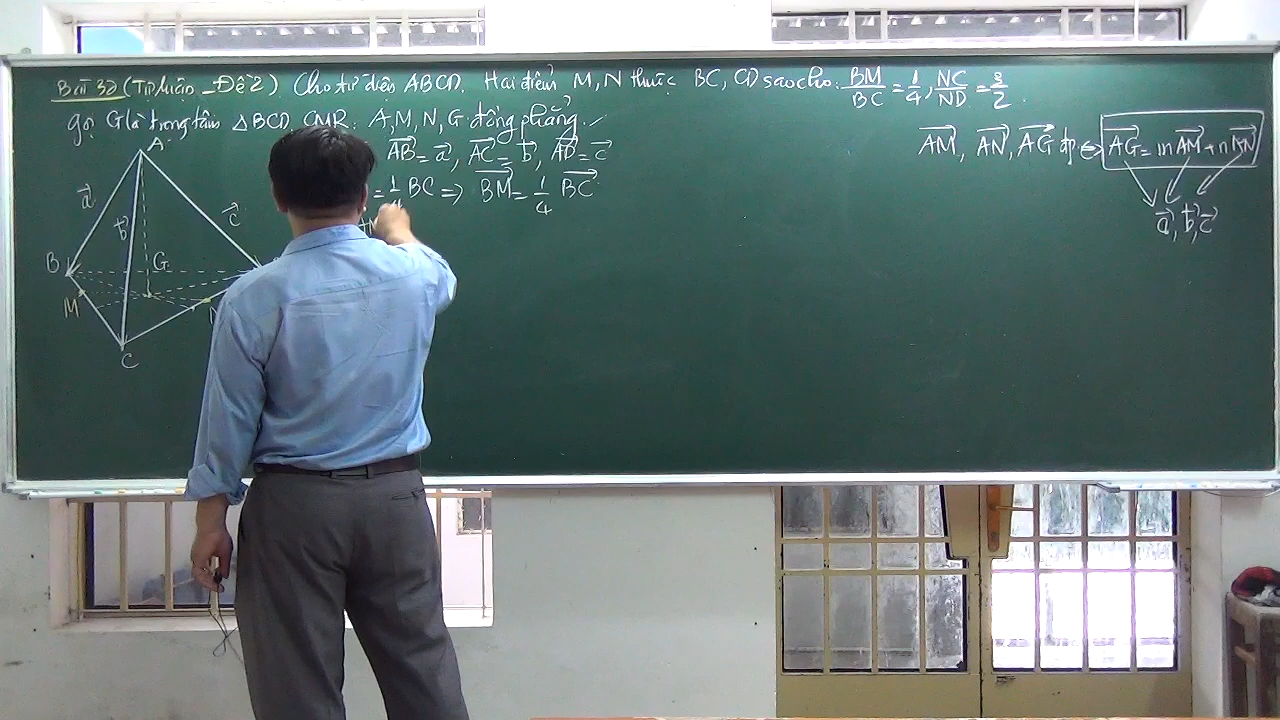 Bài 32 (Tự luận _ Đề 2) Cho tứ diện ABCD. Hai điểm M, N thuộc BC, CD sao cho: BM/BC = 1/4, NC/ND = 3/2.
Gọi G là trọng tâm △BCD. CMR: A, M, N, G đồng phẳng.
AM→, AN→, AG→ đp ⇔ AG→ = m AM→ + n AN→
AB→ = a→, AC→ = b→, AD→ = c→
= 1/4 BC ⇒ BM→ = 1/4 BC→
a→, b→, c→
A
a→
b→
c→
B
G
M
C